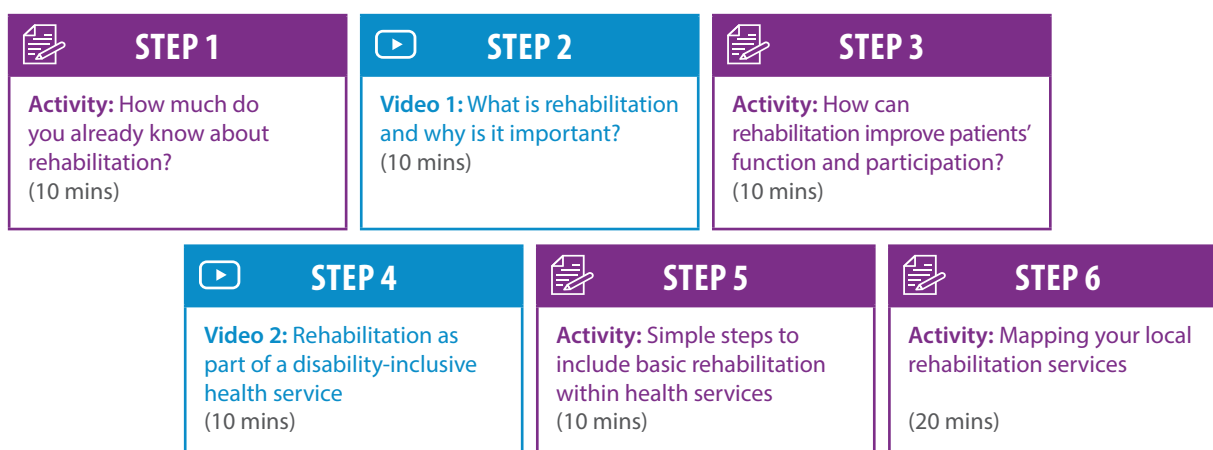 STEP 1
Activity: How much do
you already know about
rehabilitation?
(10 mins)
STEP 2
Video 1: What is rehabilitation
and why is it important?
(10 mins)
STEP 3
Activity: How can
rehabilitation improve patients’
function and participation?
(10 mins)
STEP 4
Video 2: Rehabilitation as
part of a disability-inclusive
health service
(10 mins)
STEP 5
Activity: Simple steps to
include basic rehabilitation
within health services
(10 mins)
STEP 6
Activity: Mapping your local
rehabilitation services
(20 mins)